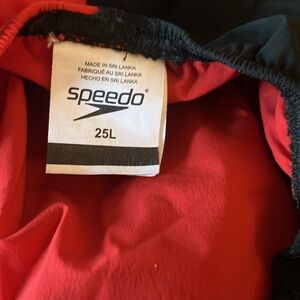 MADE IN SRI LANKA
FABRIQUÉ AU SRI LANKA
HECHO EN SRI LANKA
speedo®
25L